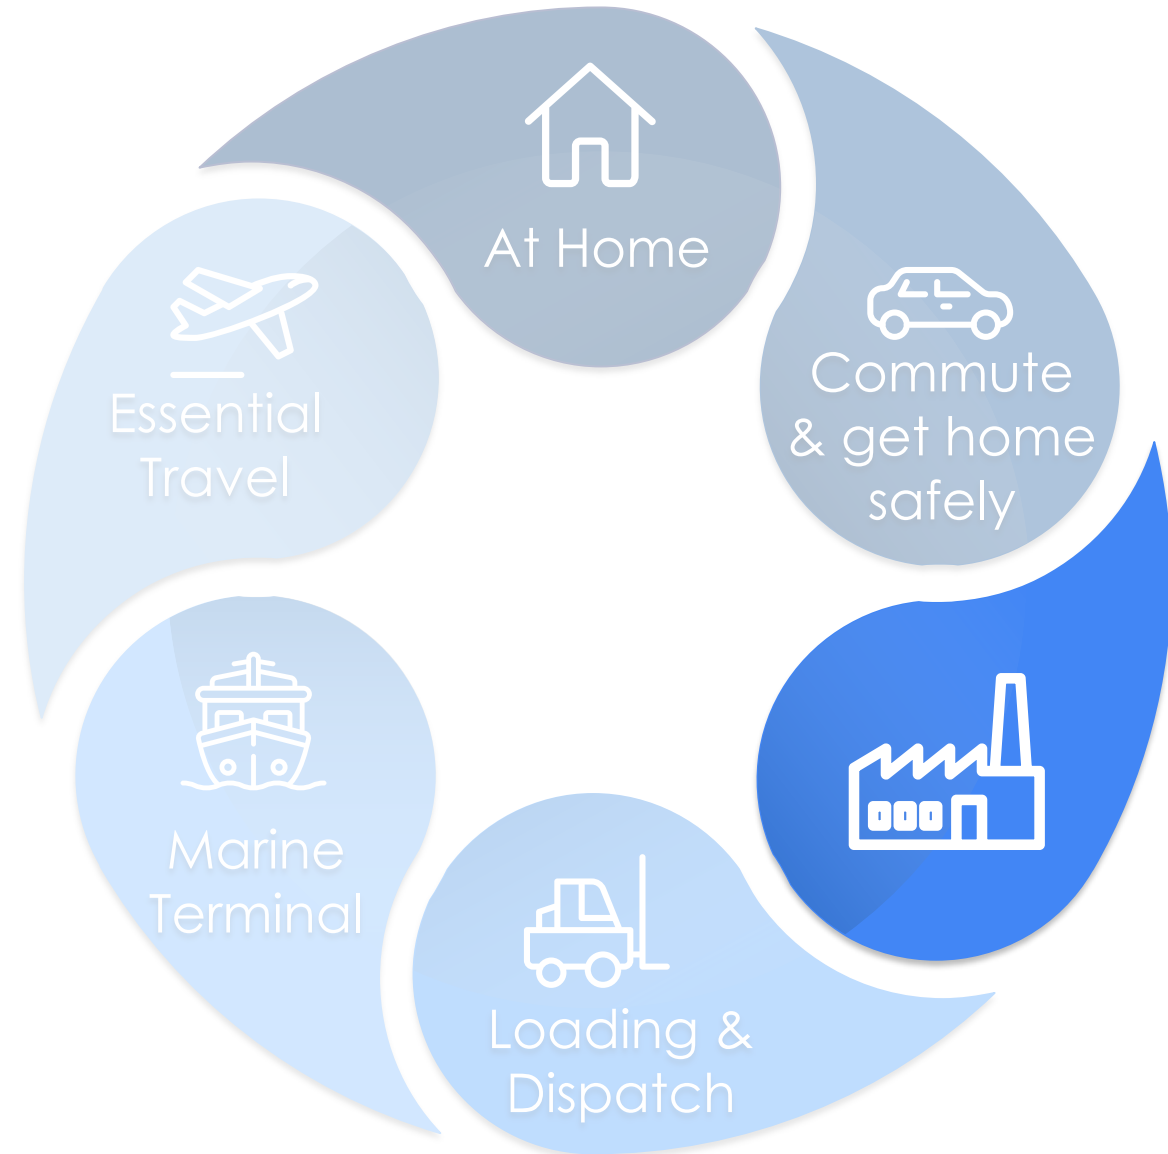 At Home
Commute
& get home
safely
Loading &
Dispatch
Marine
Terminal
Essential
Travel